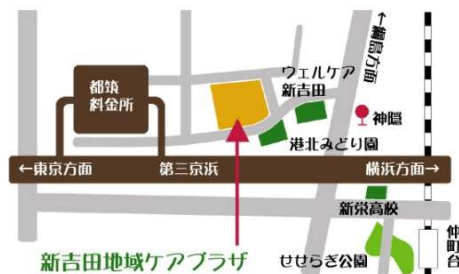 ←綱島方面
ウェルケア
新吉田
都筑
料金所
神隠
港北みどり園
←東京方面
第三京浜
横浜方面→
新栄高校
仲町台
新吉田地域ケアプラザ
せせらぎ公園